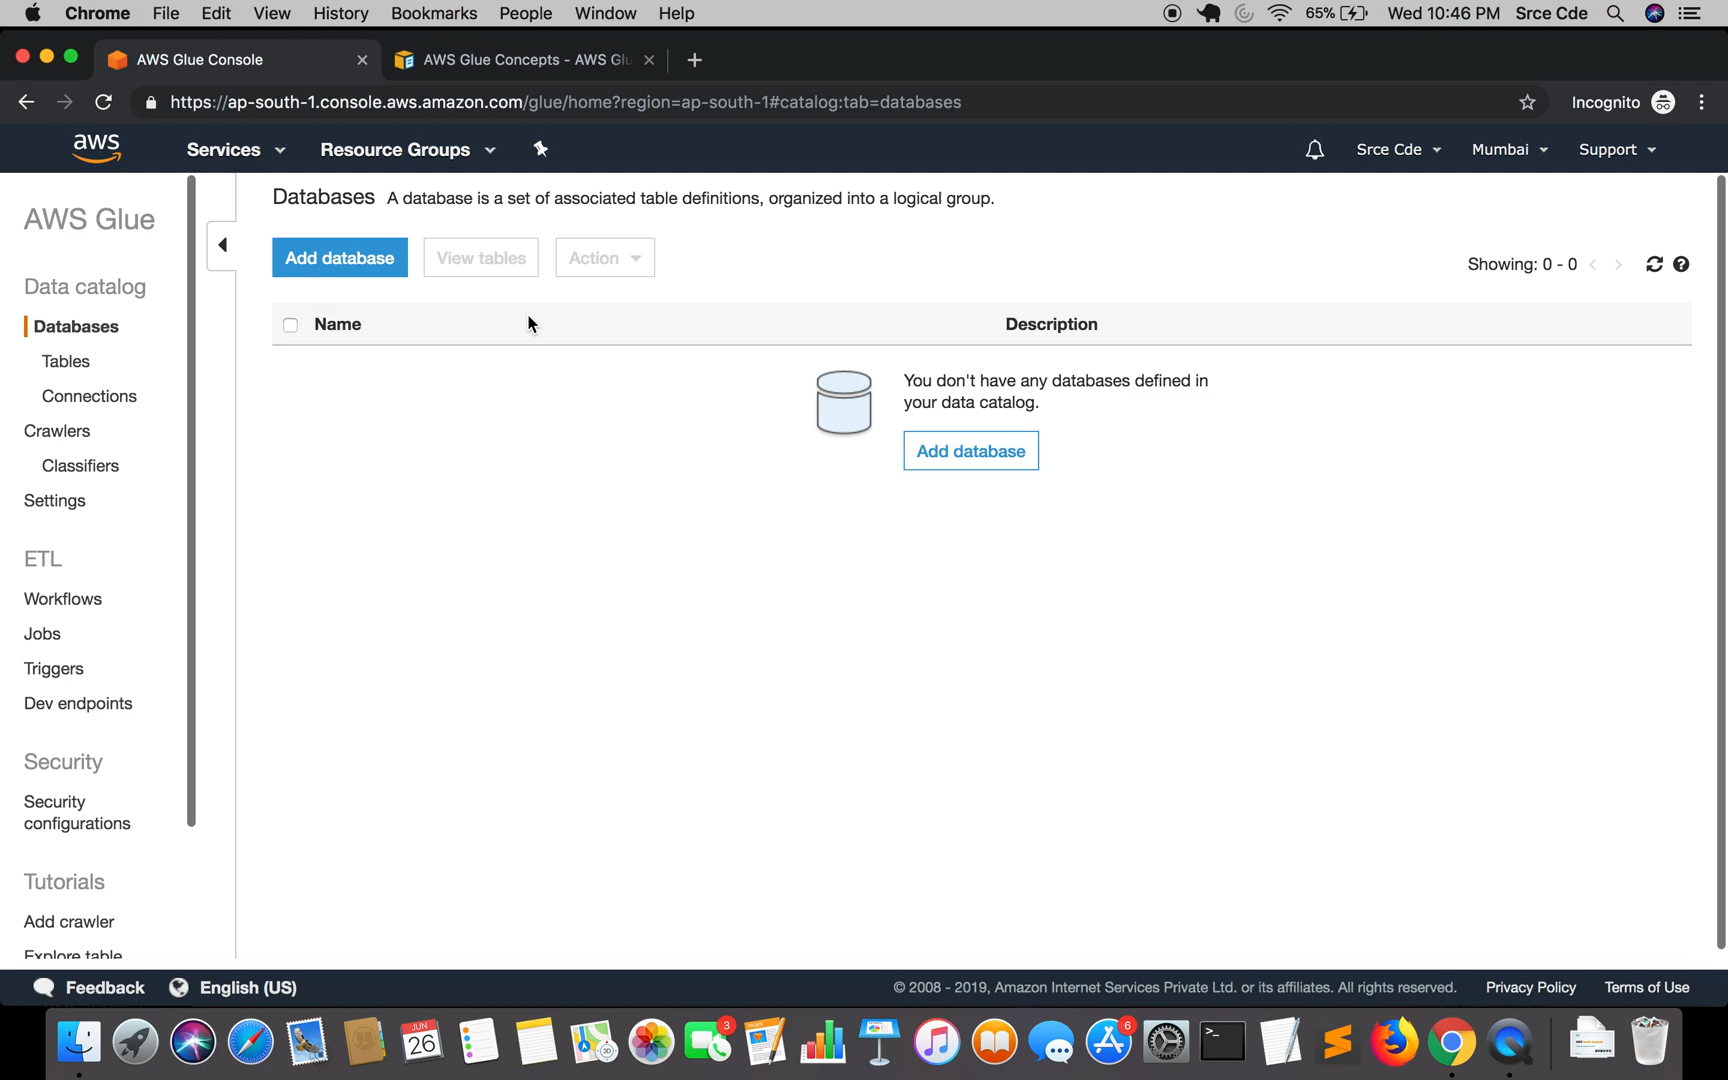 Chrome File Edit View History Bookmarks People Window Help 65% Wed 10:46 PM Srce Cde
AWS Glue Console AWS Glue Concepts - AWS Glu
https://ap-south-1.console.aws.amazon.com/glue/home?region=ap-south-1#catalog:tab=databases Incognito
aws Services Resource Groups Srce Cde Mumbai Support
AWS Glue
Data catalog
Databases
Tables
Connections
Crawlers
Classifiers
Settings
ETL
Workflows
Jobs
Triggers
Dev endpoints
Security
Security
configurations
Tutorials
Add crawler
Explore table
Databases A database is a set of associated table definitions, organized into a logical group.
Add database View tables Action Showing: 0 - 0
Name Description
You don't have any databases defined in
your data catalog.
Add database
Feedback English (US) © 2008 - 2019, Amazon Internet Services Private Ltd. or its affiliates. All rights reserved. Privacy Policy Terms of Use
JUN
26
3
6